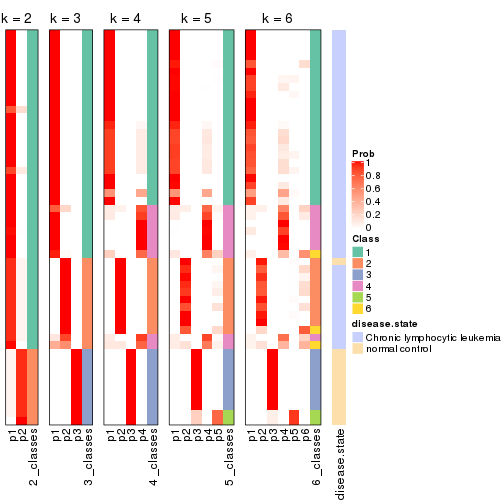 k = 2
k = 3
k = 4
k = 5
k = 6
Prob
1
0.8
0.6
0.4
0.2
0
Class
1
2
3
4
5
6
disease.state
Chronic lymphocytic leukemia
normal control
p1
p2
2_classes
p1
p2
p3
3_classes
p1
p2
p3
p4
4_classes
p1
p2
p3
p4
p5
5_classes
p1
p2
p3
p4
p5
p6
6_classes
disease.state